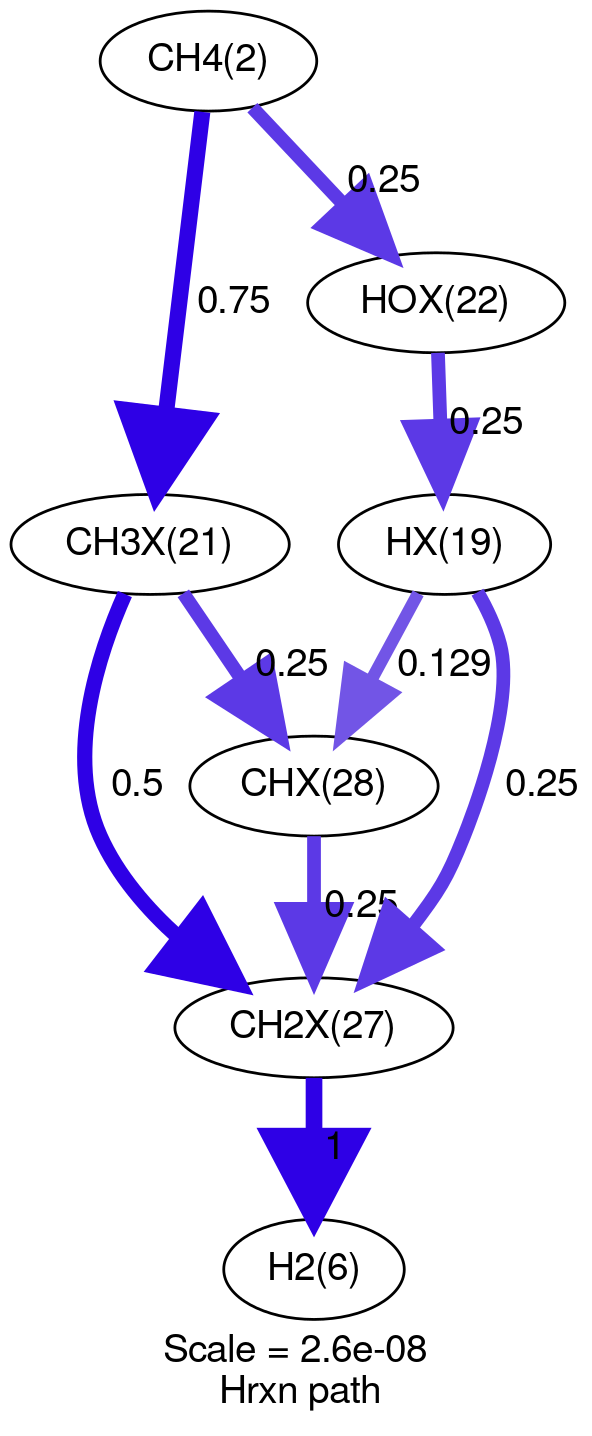 CH4(2)
0.25
0.75
HOX(22)
0.25
CH3X(21)
HX(19)
0.25
0.129
0.5
CHX(28)
0.25
0.25
CH2X(27)
1
H2(6)
Scale = 2.6e-08
Hrxn path